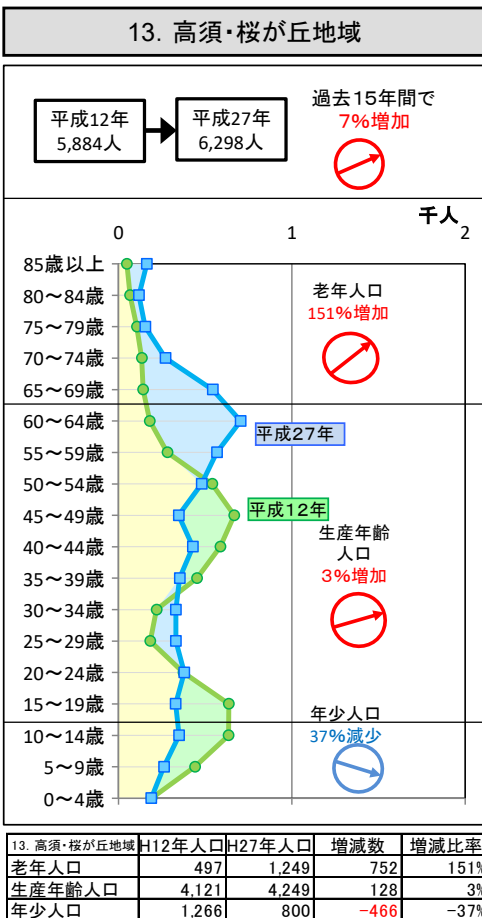 13. 高須・桜が丘地域
平成12年
5,884人
平成27年
6,298人
過去15年間で
7%増加
千人
0 1 2
85歳以上
80～84歳
75～79歳
70～74歳
65～69歳
60～64歳
55～59歳
50～54歳
45～49歳
40～44歳
35～39歳
30～34歳
25～29歳
20～24歳
15～19歳
10～14歳
5～9歳
0～4歳
老年人口
151%増加
平成27年
平成12年
生産年齢
人口
3%増加
年少人口
37%減少
13. 高須・桜が丘地域 H12年人口 H27年人口 増減数 増減比率
老年人口 497 1,249 752 151%
生産年齢人口 4,121 4,249 128 3%
年少人口 1,266 800 -466 -37%